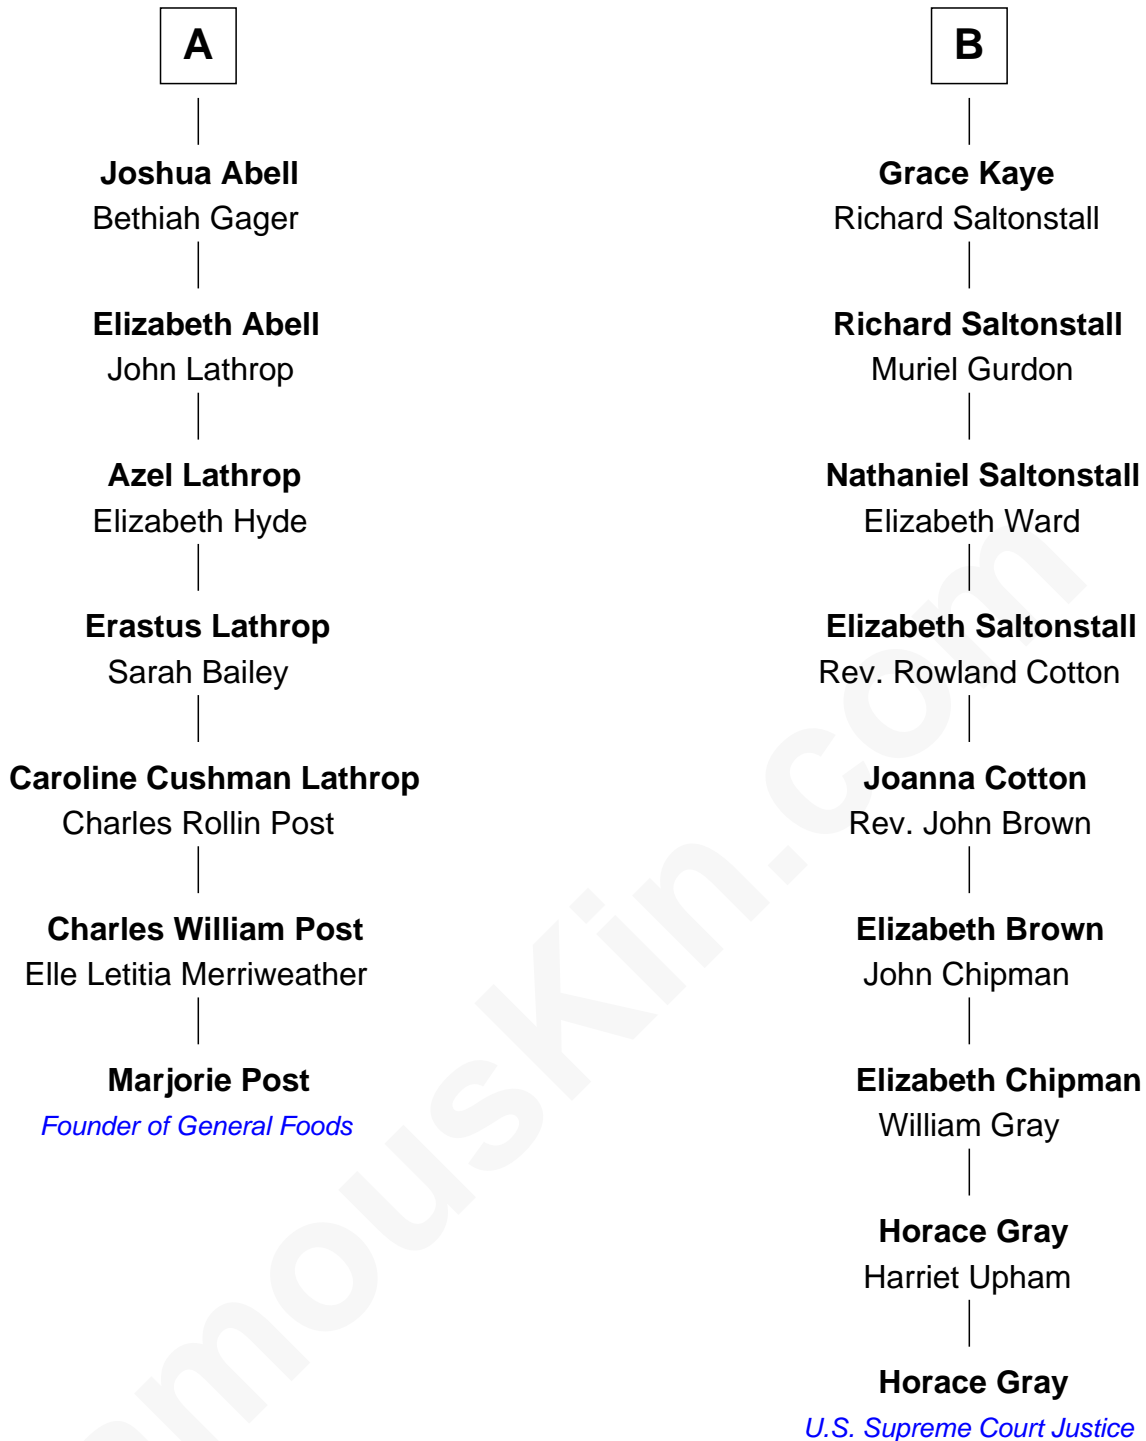 A
Joshua Abell
Bethiah Gager
Elizabeth Abell
John Lathrop
Azel Lathrop
Elizabeth Hyde
Erastus Lathrop
Sarah Bailey
Caroline Cushman Lathrop
Charles Rollin Post
Charles William Post
Elle Letitia Merriweather
Marjorie Post
Founder of General Foods
B
Grace Kaye
Richard Saltonstall
Richard Saltonstall
Muriel Gurdon
Nathaniel Saltonstall
Elizabeth Ward
Elizabeth Saltonstall
Rev. Rowland Cotton
Joanna Cotton
Rev. John Brown
Elizabeth Brown
John Chipman
Elizabeth Chipman
William Gray
Horace Gray
Harriet Upham
Horace Gray
U.S. Supreme Court Justice
amouskin.com